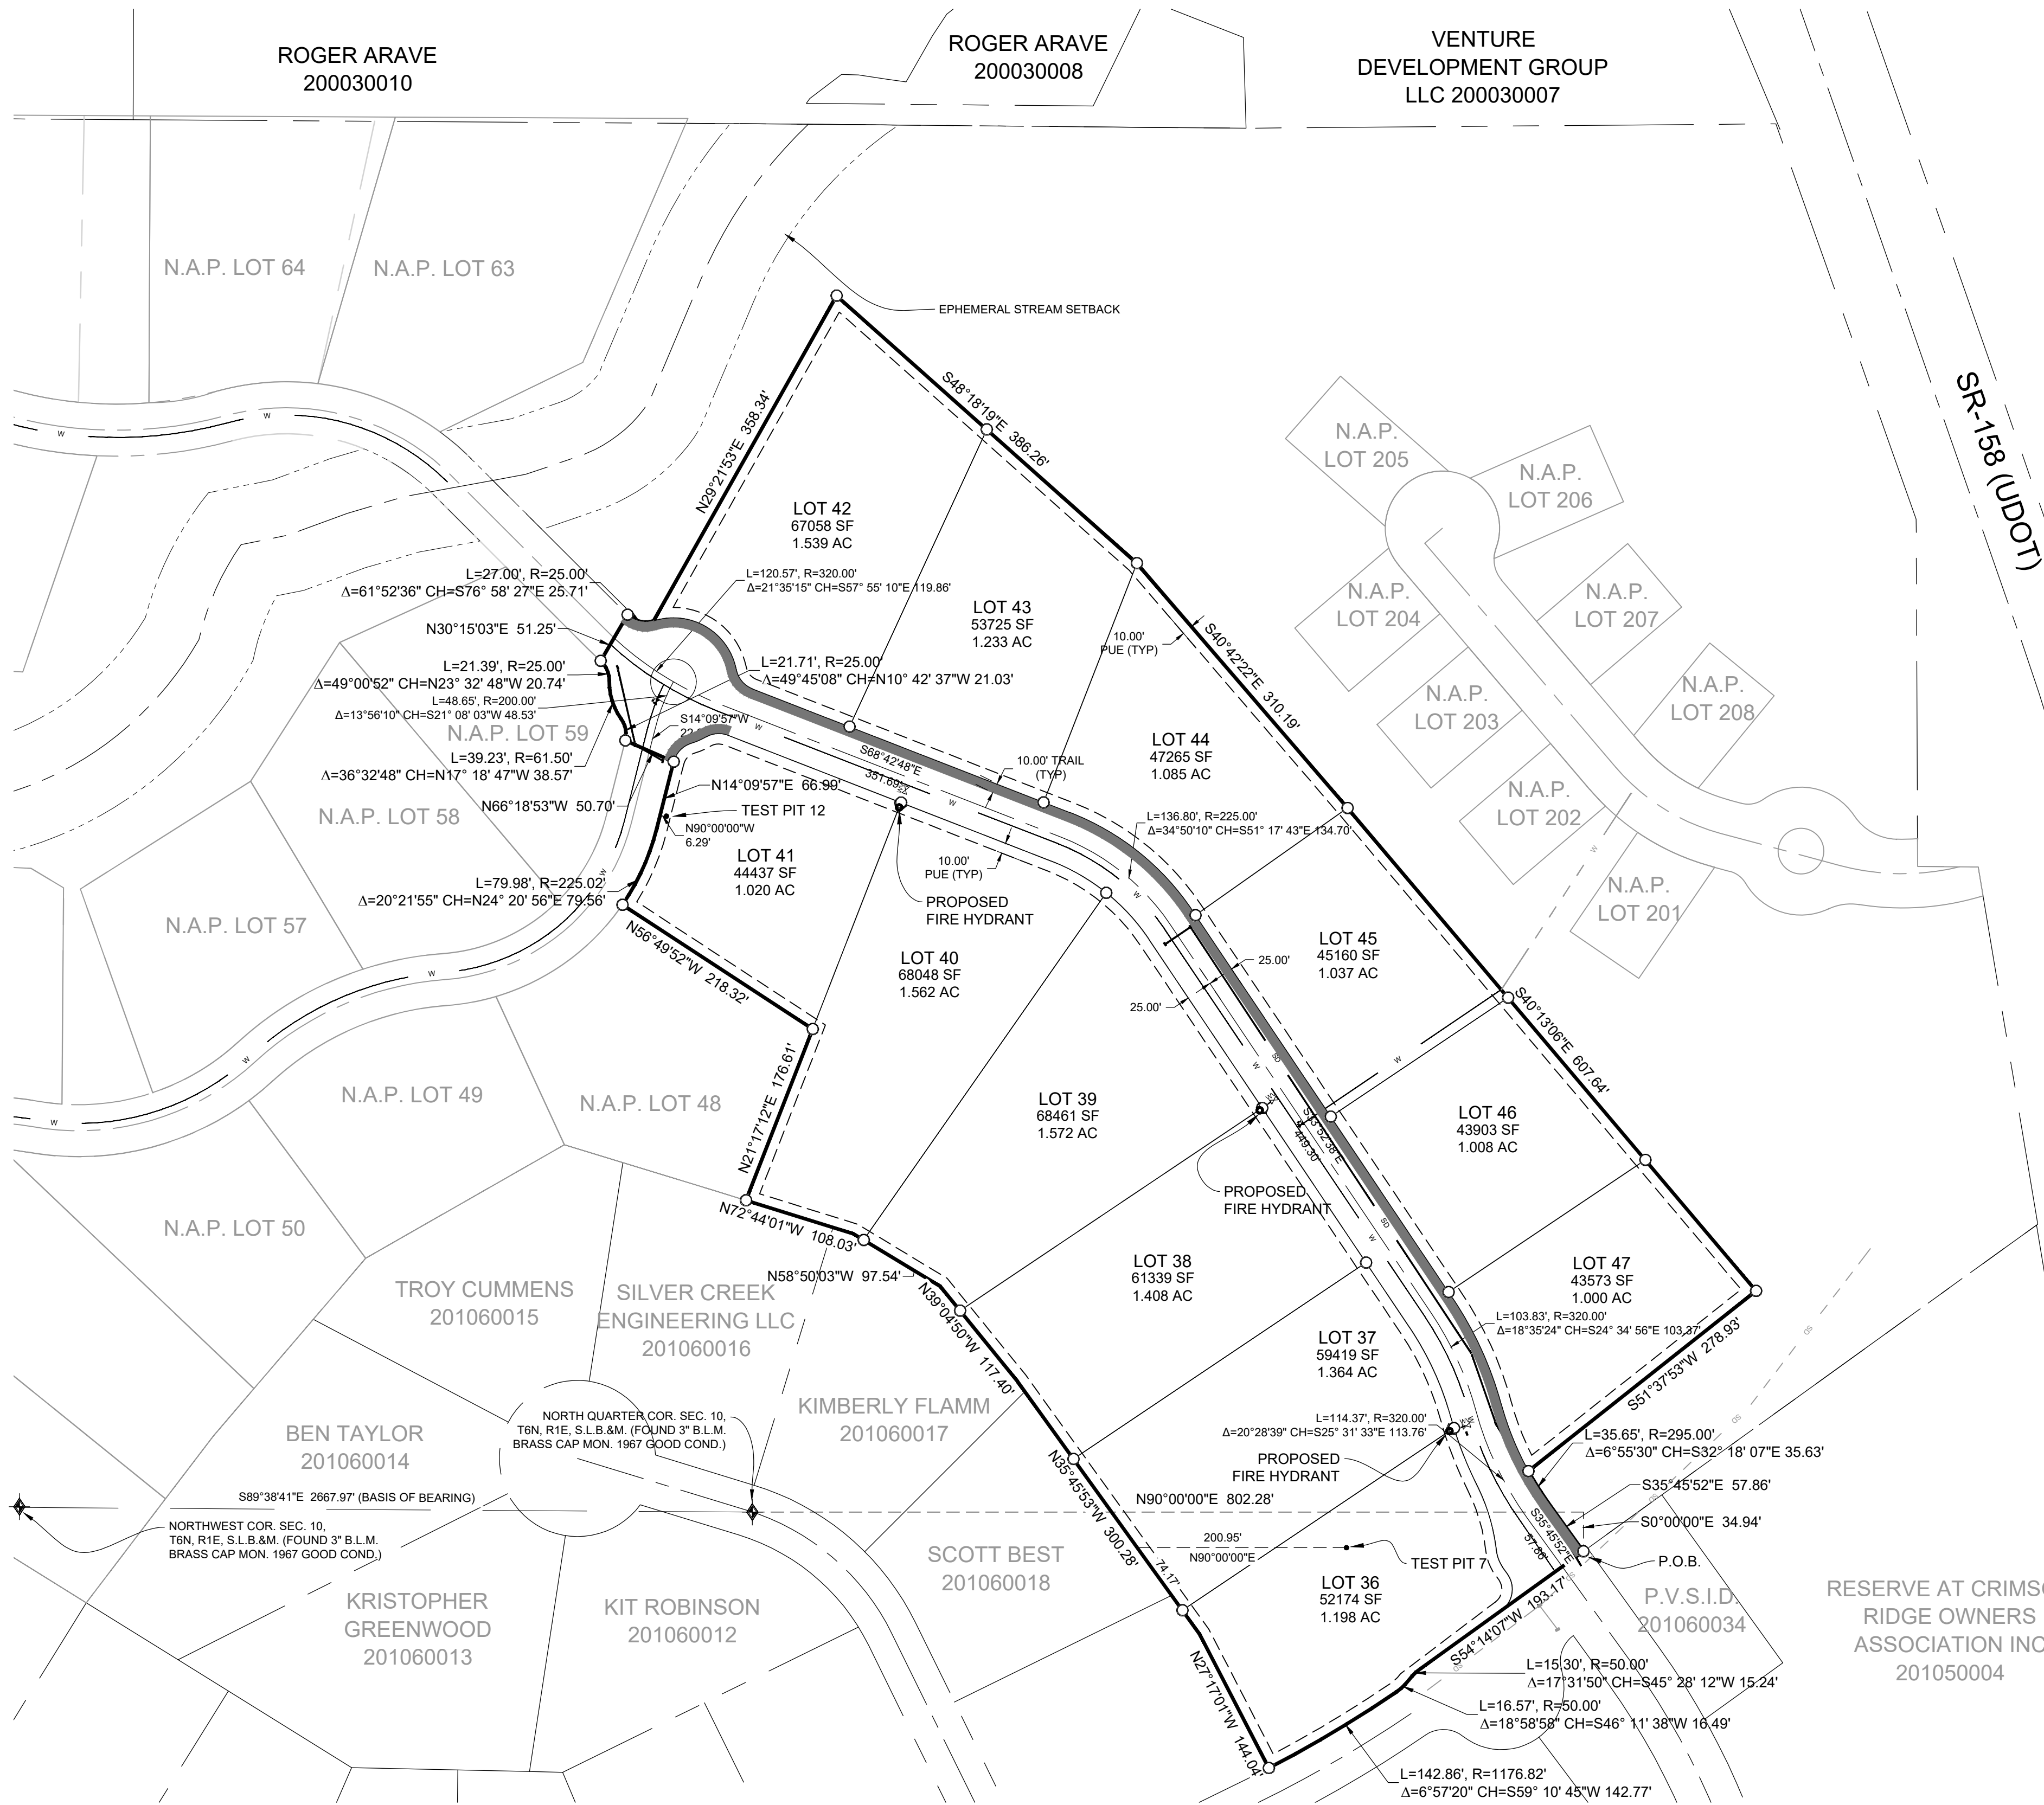 ROGER ARAVE
200030010
ROGER ARAVE
200030008
VENTURE
DEVELOPMENT GROUP
LLC 200030007
SR-158 (UDOT)
N.A.P. LOT 64
N.A.P. LOT 63
EPHEMERAL STREAM SETBACK
N29°21'53"E 358.34'
S48°18'19"E 386.26'
N.A.P.
LOT 205
N.A.P.
LOT 206
N.A.P.
LOT 204
N.A.P.
LOT 207
N.A.P.
LOT 203
N.A.P.
LOT 208
N.A.P.
LOT 202
N.A.P.
LOT 201
LOT 42
67058 SF
1.539 AC
L=27.00', R=25.00'
Δ=61°52'36" CH=S76° 58' 27"E 25.71'
L=120.57', R=320.00'
Δ=21°35'15" CH=S57° 55' 10"E 119.86'
N30°15'03"E 51.25'
LOT 43
53725 SF
1.233 AC
10.00'
PUE (TYP)
S40°42'22"E 310.19'
L=21.39', R=25.00'
Δ=49°00'52" CH=N23° 32' 48"W 20.74'
L=21.71', R=25.00'
Δ=49°45'08" CH=N10° 42' 37"W 21.03'
L=48.65', R=200.00'
Δ=13°56'10" CH=S21° 08' 03"W 48.53'
N.A.P. LOT 59
S14°09'57"W
L=39.23', R=61.50'
Δ=36°32'48" CH=N17° 18' 47"W 38.57'
N66°18'53"W 50.70'
N14°09'57"E 66.99'
TEST PIT 12
N90°00'00"W
6.29'
S68°42'48"E
351.69'
10.00' TRAIL
(TYP)
LOT 44
47265 SF
1.085 AC
L=136.80', R=225.00'
Δ=34°50'10" CH=S51° 17' 43"E 134.70'
N.A.P. LOT 58
LOT 41
44437 SF
1.020 AC
10.00'
PUE (TYP)
L=79.98', R=225.02'
Δ=20°21'55" CH=N24° 20' 56"E 79.56'
PROPOSED
FIRE HYDRANT
N.A.P. LOT 57
N56°49'52"W 218.32'
LOT 40
68048 SF
1.562 AC
LOT 45
45160 SF
1.037 AC
25.00'
25.00'
S40°13'06"E 607.64'
N21°17'12"E 176.61'
N.A.P. LOT 49
N.A.P. LOT 48
LOT 39
68461 SF
1.572 AC
S33°52'38"E
449.30'
LOT 46
43903 SF
1.008 AC
PROPOSED
FIRE HYDRANT
N.A.P. LOT 50
N72°44'01"W 108.03'
N58°50'03"W 97.54'
N39°04'50"W 117.40'
TROY CUMMENS
201060015
SILVER CREEK
ENGINEERING LLC
201060016
LOT 38
61339 SF
1.408 AC
LOT 47
43573 SF
1.000 AC
L=103.83', R=320.00'
Δ=18°35'24" CH=S24° 34' 56"E 103.37'
S51°37'53"W 278.93'
LOT 37
59419 SF
1.364 AC
KIMBERLY FLAMM
201060017
BEN TAYLOR
201060014
NORTH QUARTER COR. SEC. 10,
T6N, R1E, S.L.B.&M. (FOUND 3" B.L.M.
BRASS CAP MON. 1967 GOOD COND.)
L=114.37', R=320.00'
Δ=20°28'39" CH=S25° 31' 33"E 113.76'
PROPOSED
FIRE HYDRANT
L=35.65', R=295.00'
Δ=6°55'30" CH=S32° 18' 07"E 35.63'
S35°45'52"E 57.86'
S89°38'41"E 2667.97' (BASIS OF BEARING)
N90°00'00"E 802.28'
S0°00'00"E 34.94'
NORTHWEST COR. SEC. 10,
T6N, R1E, S.L.B.&M. (FOUND 3" B.L.M.
BRASS CAP MON. 1967 GOOD COND.)
N35°45'53"W 300.28'
74.17'
200.95'
N90°00'00"E
TEST PIT 7
S35°45'52"E
57.86'
P.O.B.
SCOTT BEST
201060018
LOT 36
52174 SF
1.198 AC
P.V.S.I.D.
201060034
RESERVE AT CRIMSO
RIDGE OWNERS
ASSOCIATION INC
201050004
KRISTOPHER
GREENWOOD
201060013
KIT ROBINSON
201060012
S54°14'07"W 193.17'
N27°17'01"W 144.04'
L=15.30', R=50.00'
Δ=17°31'50" CH=S45° 28' 12"W 15.24'
L=16.57', R=50.00'
Δ=18°58'58" CH=S46° 11' 38"W 16.49'
L=142.86', R=1176.82'
Δ=6°57'20" CH=S59° 10' 45"W 142.77'